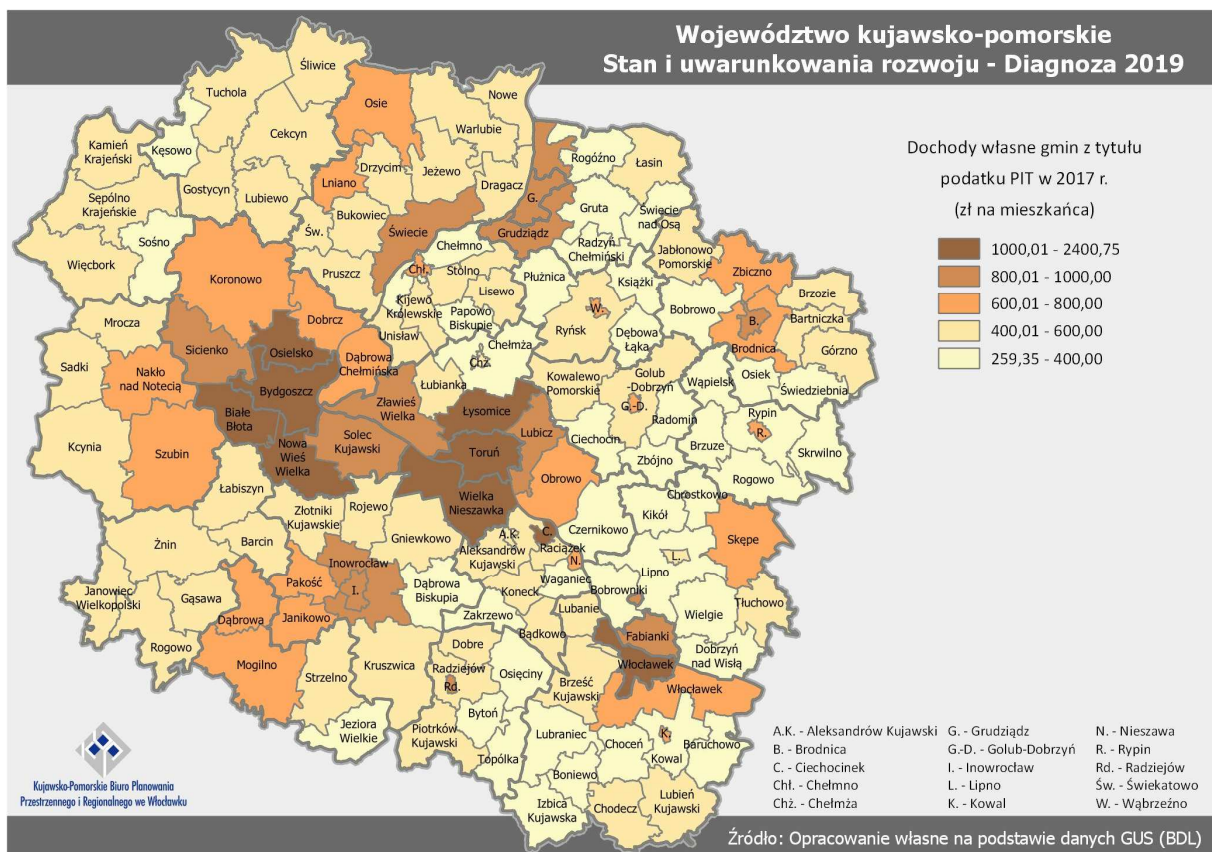 Województwo kujawsko-pomorskie
Stan i uwarunkowania rozwoju - Diagnoza 2019
Dochody własne gmin z tytułu
podatku PIT w 2017 r.
(zł na mieszkańca)
1000,01 - 2400,75
800,01 - 1000,00
600,01 - 800,00
400,01 - 600,00
259,35 - 400,00
Śliwice
Tuchola
Osie
Nowe
Cekcyn
Warlubie
Kamień
Krajeński
Kęsowo
Rogóźno
Łasin
Drzycim
Jeżewo
Lniano
Dragacz
G.
Gostycyn
Lubiewo
Sępólno
Krajeńskie
Gruta
Świecie
nad Osą
Bukowiec
Św.
Świecie
Grudziądz
Sośno
Chełmno
Radzyń
Chełmiński
Jabłonowo
Pomorskie
Więcbork
Pruszcz
Chł.
Stolno
Płużnica
Książki
Zbiczno
Koronowo
Lisewo
Brzozie
Kijewo
Królewskie
Papowo
Biskupie
W.
Bobrowo
B.
Bartniczka
Mrocza
Dobrcz
Unisław
Ryńsk
Dębowa
Łąka
Brodnica
Górzno
Sicienko
Osielsko
Dąbrowa
Chełmińska
Chełmża
Chż.
Sadki
Nakło
nad Notecią
Łubianka
Kowalewo
Pomorskie
Golub
-Dobrzyń
Wąpielsk
Osiek
Świedziebnia
Bydgoszcz
Zławieś
Wielka
Łysomice
G.-D.
Radomin
Rypin
Białe
Błota
Solec
Kujawski
Lubicz
Ciechocin
R.
Kcynia
Szubin
Nowa
Wieś
Wielka
Toruń
Zbójno
Brzuze
Skrwilno
Rogowo
Obrowo
Łabiszyn
Wielka
Nieszawka
Chrostkowo
Złotniki
Kujawskie
Rojewo
Czernikowo
Kikół
Gniewkowo
A.k.
C.
Skępe
Żnin
Barcin
Aleksandrów
Kujawski
Raciążek
N.
L.
Inowrocław
Lipno
Pakość
I.
Dąbrowa
Biskupia
Waganiec
Bobrowniki
Janowiec
Wielkopolski
Gąsawa
Koneck
Tłuchowo
Dąbrowa
Janikowo
Zakrzewo
Lubanie
Wielgie
Rogowo
Bądkowo
Fabianki
Mogilno
Strzelno
Kruszwica
Dobre
Dobrzyń
nad Wisłą
Radziejów
Osięciny
Włocławek
Rd.
Brześć
Kujawski
Włocławek
Jeziora
Wielkie
Bytoń
Piotrków
Kujawski
Lubraniec
Choceń
K.
Kowal
Baruchowo
Topólka
Boniewo
Izbica
Kujawska
Chodecz
Lubień
Kujawski
A.K. - Aleksandrów Kujawski
B. - Brodnica
C. - Ciechocinek
Chł. - Chełmno
Chż. - Chełmża
G. - Grudziądz
G.-D. - Golub-Dobrzyń
I. - Inowrocław
L. - Lipno
K. - Kowal
N. - Nieszawa
R. - Rypin
Rd. - Radziejów
Św. - Świekatowo
W. - Wąbrzeźno
Kujawsko-Pomorskie Biuro Planowania
Przestrzennego i Regionalnego we Włocławku
Źródło: Opracowanie własne na podstawie danych GUS (BDL)